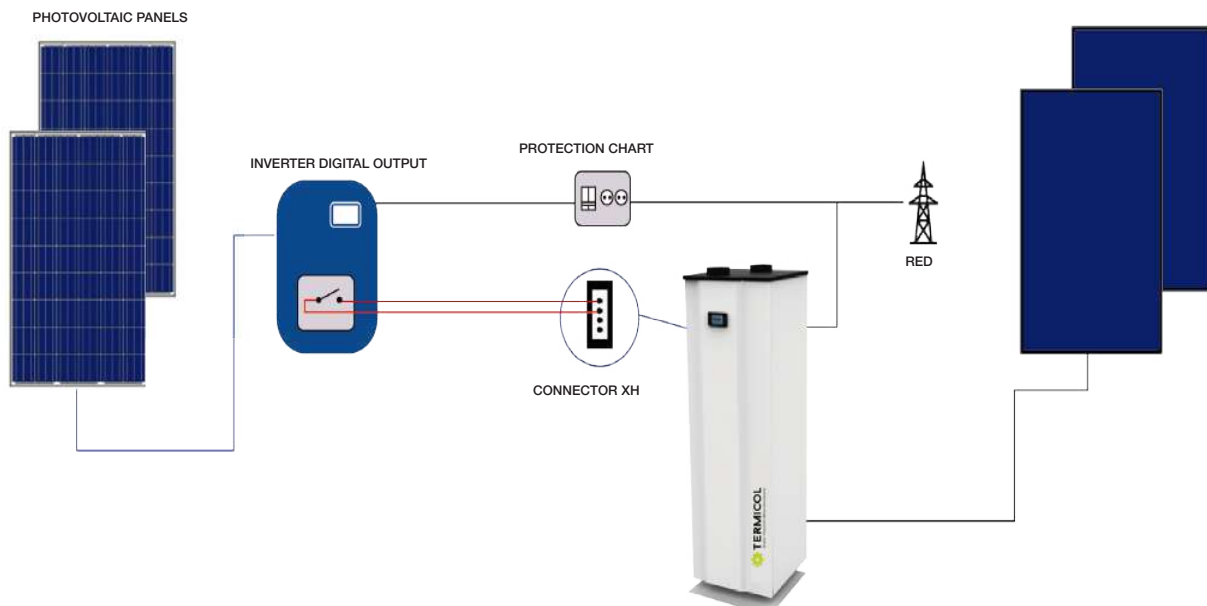 PHOTOVOLTAIC PANELS
INVERTER DIGITAL OUTPUT
PROTECTION CHART
RED
CONNECTOR XH
TERMICOL